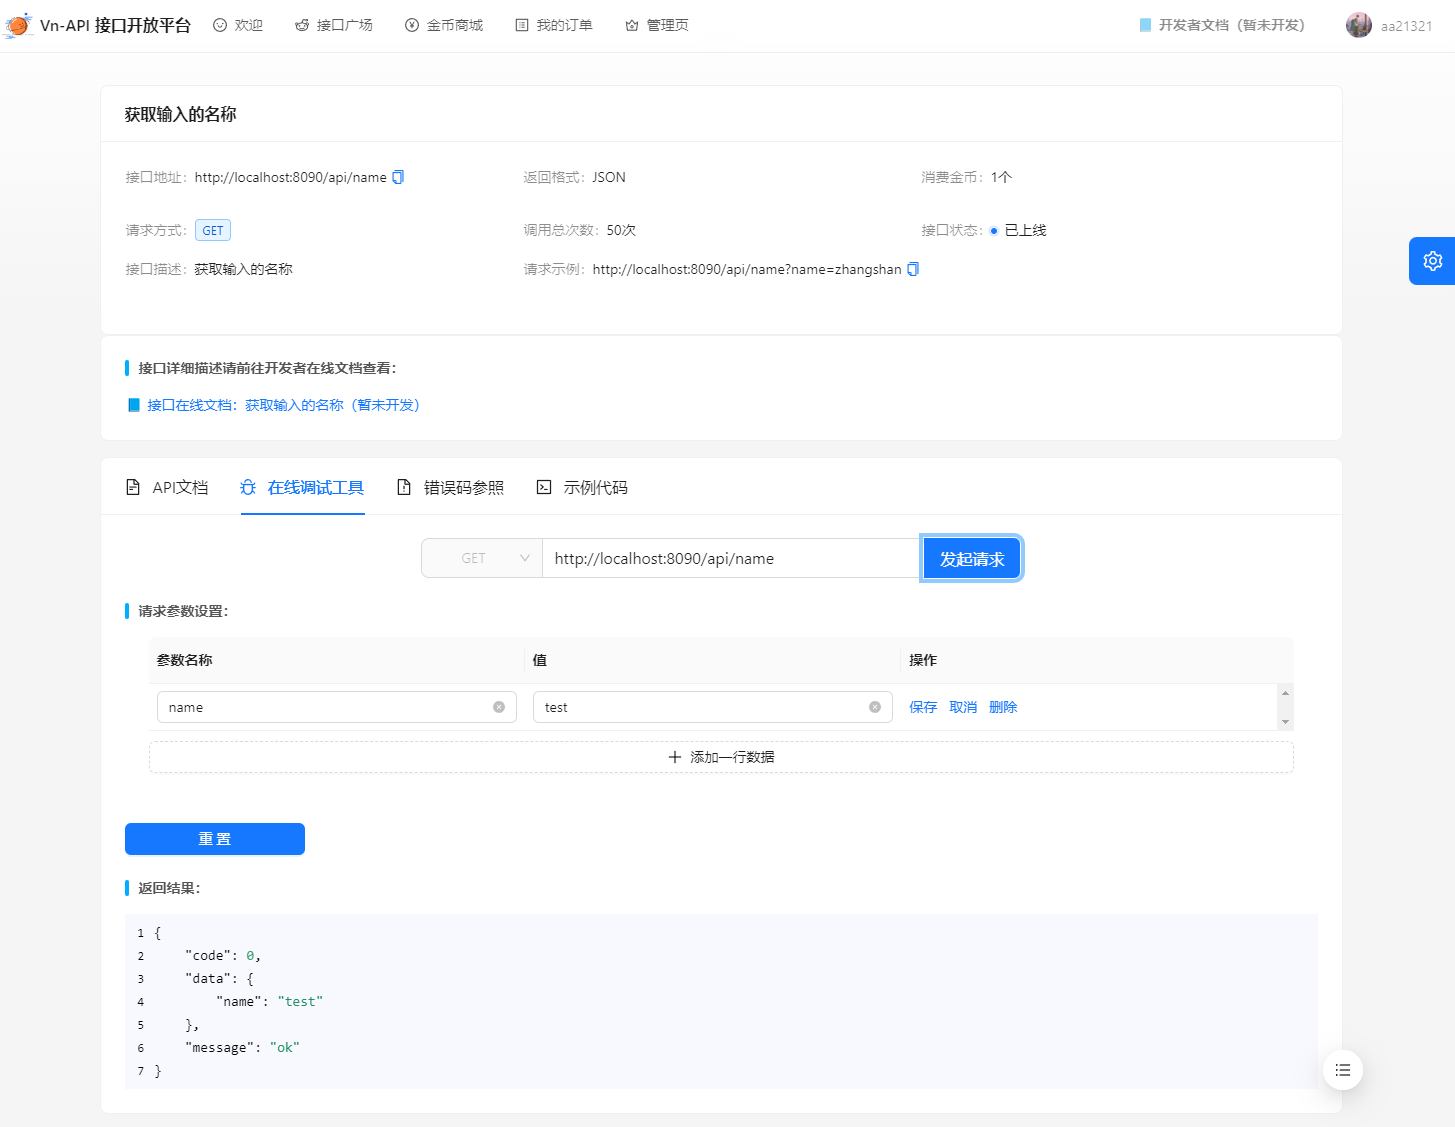 Vn-API 接口开放平台 欢迎 接口广场 金币商城 我的订单 管理页 开发者文档（暂未开发） aa21321
获取输入的名称
接口地址： http://localhost:8090/api/name 返回格式： JSON 消费金币： 1个
请求方式： GET 调用总次数： 50次 接口状态： 已上线
接口描述： 获取输入的名称 请求示例： http://localhost:8090/api/name?name=zhangshan
接口详细描述请前往开发者在线文档查看：
接口在线文档：获取输入的名称（暂未开发）
API文档 在线调试工具 错误码参照 示例代码
GET http://localhost:8090/api/name 发起请求
请求参数设置：
参数名称 值 操作
name test 保存 取消 删除
添加一行数据
重 置
返回结果：
1 {
2     "code": 0,
3     "data": {
4         "name": "test"
5     },
6     "message": "ok"
7 }